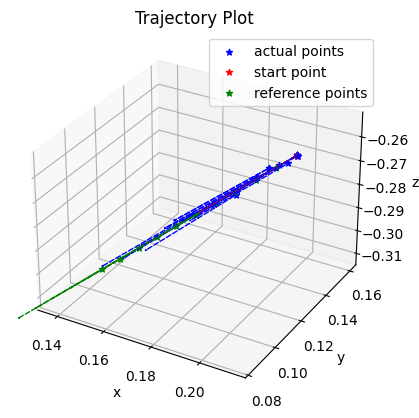 Trajectory Plot
actual points
start point
reference points
−0.26
−0.27
−0.28
−0.29
−0.30
−0.31
z
0.14
0.16
0.18
0.20
x
0.08
0.10
0.12
0.14
0.16
y